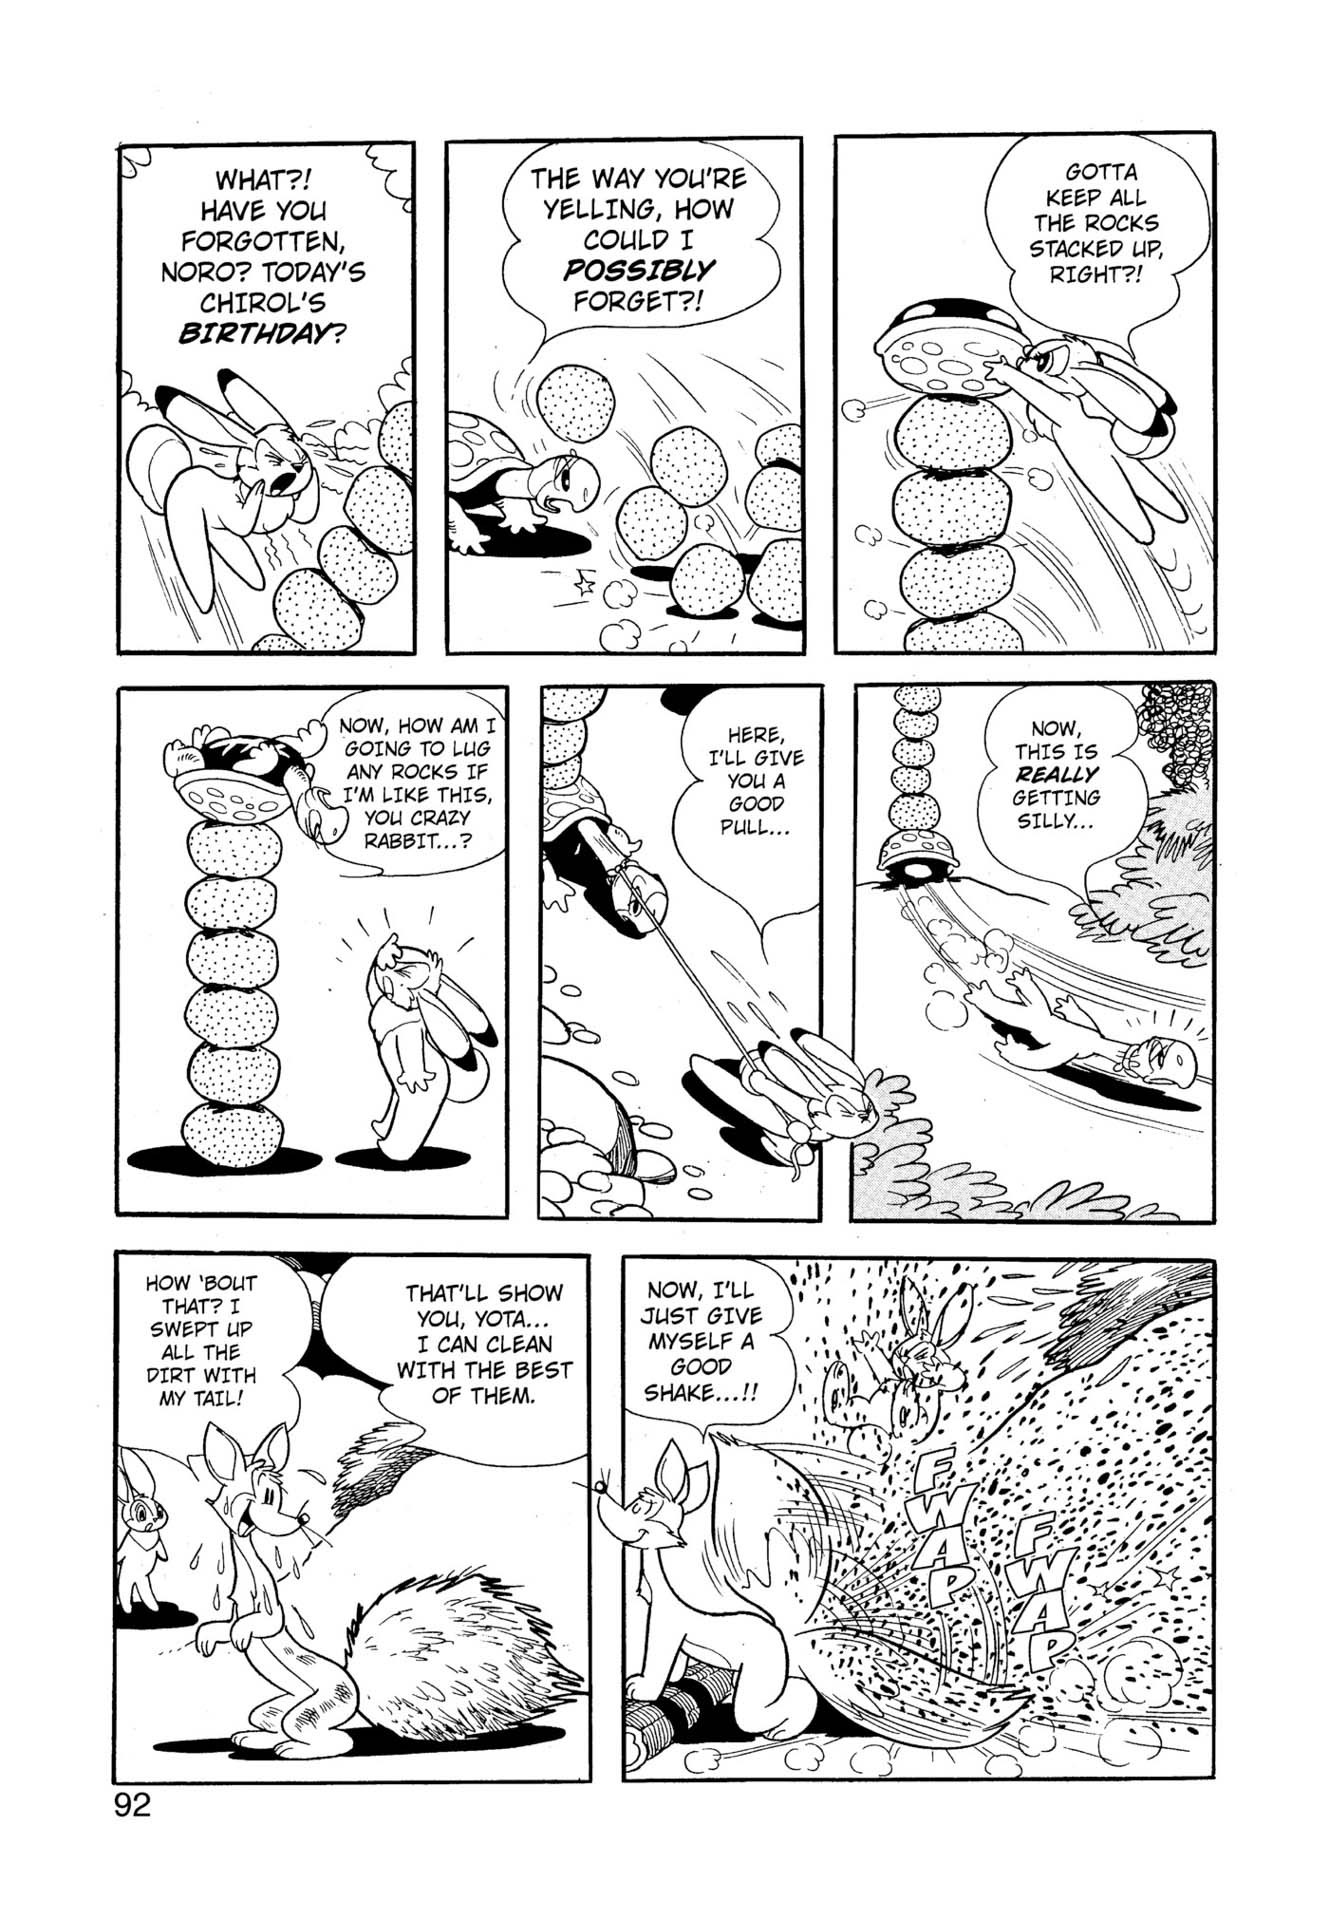 WHAT?!
HAVE YOU
FORGOTTEN,
NORO? TODAY'S
CHIROL'S
BIRTHDAY?
THE WAY YOU'RE
YELLING, HOW
COULD I
POSSIBLY
FORGET?!
GOTTA
KEEP ALL
THE ROCKS
STACKED UP,
RIGHT?!
NOW, HOW AM I
GOING TO LUG
ANY ROCKS IF
I'M LIKE THIS,
YOU CRAZY
RABBIT...?
HERE,
I'LL GIVE
YOU A
GOOD
PULL...
NOW,
THIS IS
REALLY
GETTING
SILLY...
HOW 'BOUT
THAT? I
SWEPT UP
ALL THE
DIRT WITH
MY TAIL!
THAT'LL SHOW
YOU, YOTA...
I CAN CLEAN
WITH THE BEST
OF THEM.
NOW, I'LL
JUST GIVE
MYSELF A
GOOD
SHAKE...!!
FWAP
FWAP
92